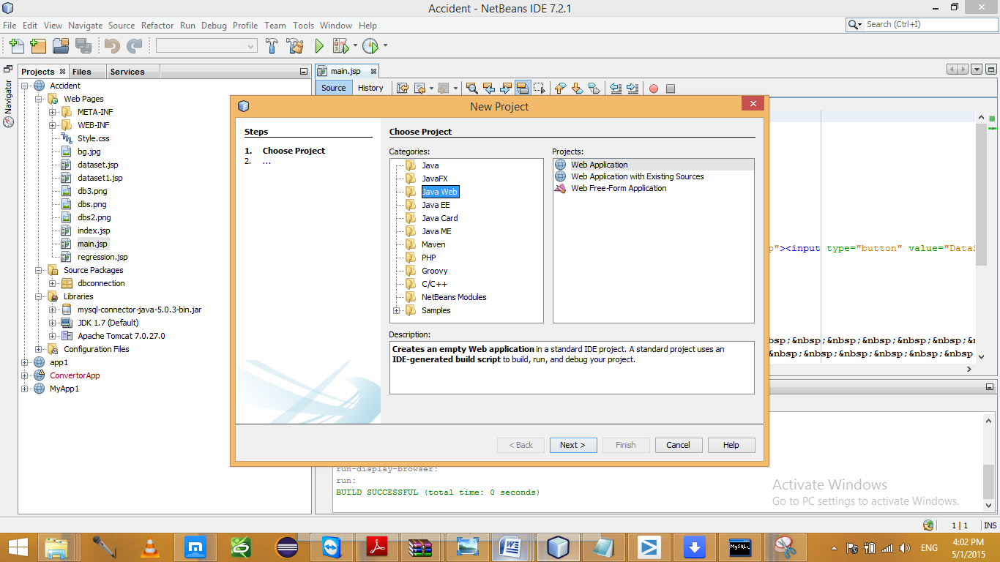 Accident - NetBeans IDE 7.2.1
File Edit View Navigate Source Refactor Run Debug Profile Team Tools Window Help
Search (Ctrl+I)
Projects Files Services
Navigator
Accident
Web Pages
META-INF
WEB-INF
Style.css
bg.jpg
dataset.jsp
dataset1.jsp
db3.png
dbs.png
dbs2.png
index.jsp
main.jsp
regression.jsp
Source Packages
dbconnection
Libraries
mysql-connector-java-5.0.3-bin.jar
JDK 1.7 (Default)
Apache Tomcat 7.0.27.0
Configuration Files
app1
ConvertorApp
MyApp1
main.jsp
Source History
New Project
Steps
1. Choose Project
2. ...
Choose Project
Categories:
Java
JavaFX
Java Web
Java EE
Java Card
Java ME
Maven
PHP
Groovy
C/C++
NetBeans Modules
Samples
Projects:
Web Application
Web Application with Existing Sources
Web Free-Form Application
Description:
Creates an empty Web application in a standard IDE project. A standard project uses an
IDE-generated build script to build, run, and debug your project.
< Back Next > Finish Cancel Help
p"><input type="button" value="DataS
sp;&nbsp;&nbsp;&nbsp;&nbsp;&nbsp;&n
&nbsp;&nbsp;&nbsp;&nbsp;&nbsp;&nbsp
run-display-browser:
run:
BUILD SUCCESSFUL (total time: 0 seconds)
Activate Windows
Go to PC settings to activate Windows.
1 | 1 INS
MySQL
ENG
4:02 PM
5/1/2015